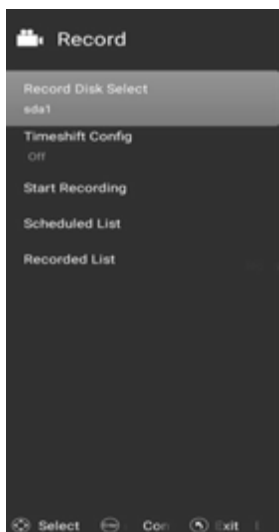 Record
Record Disk Select
sda1
Timeshift Config
Off
Start Recording
Scheduled List
Recorded List
Select Exit